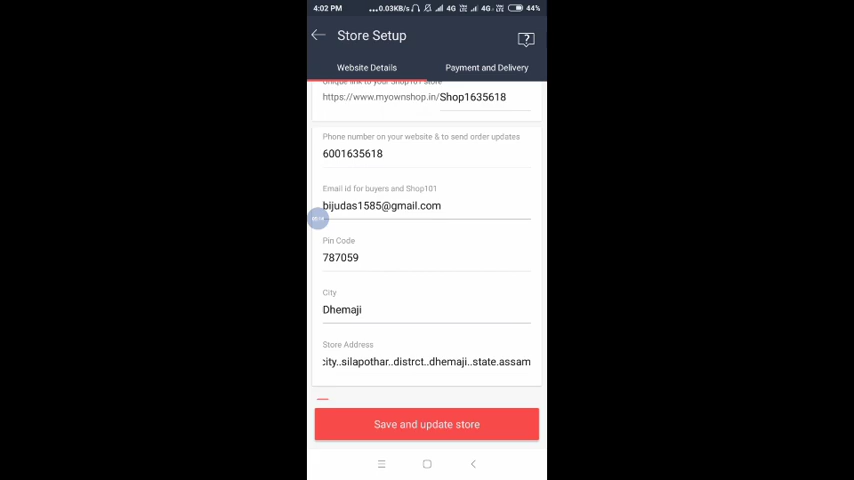 4:02 PM ...0.03KB/s 4G 4G 44%
Store Setup
Website Details Payment and Delivery
Unique link to your Shop101 store
https://www.myownshop.in/Shop1635618
Phone number on your website & to send order updates
6001635618
Email id for buyers and Shop101
bijudas1585@gmail.com
Pin Code
787059
City
Dhemaji
Store Address
city..silapothar..distrct..dhemaji..state.assam
Save and update store